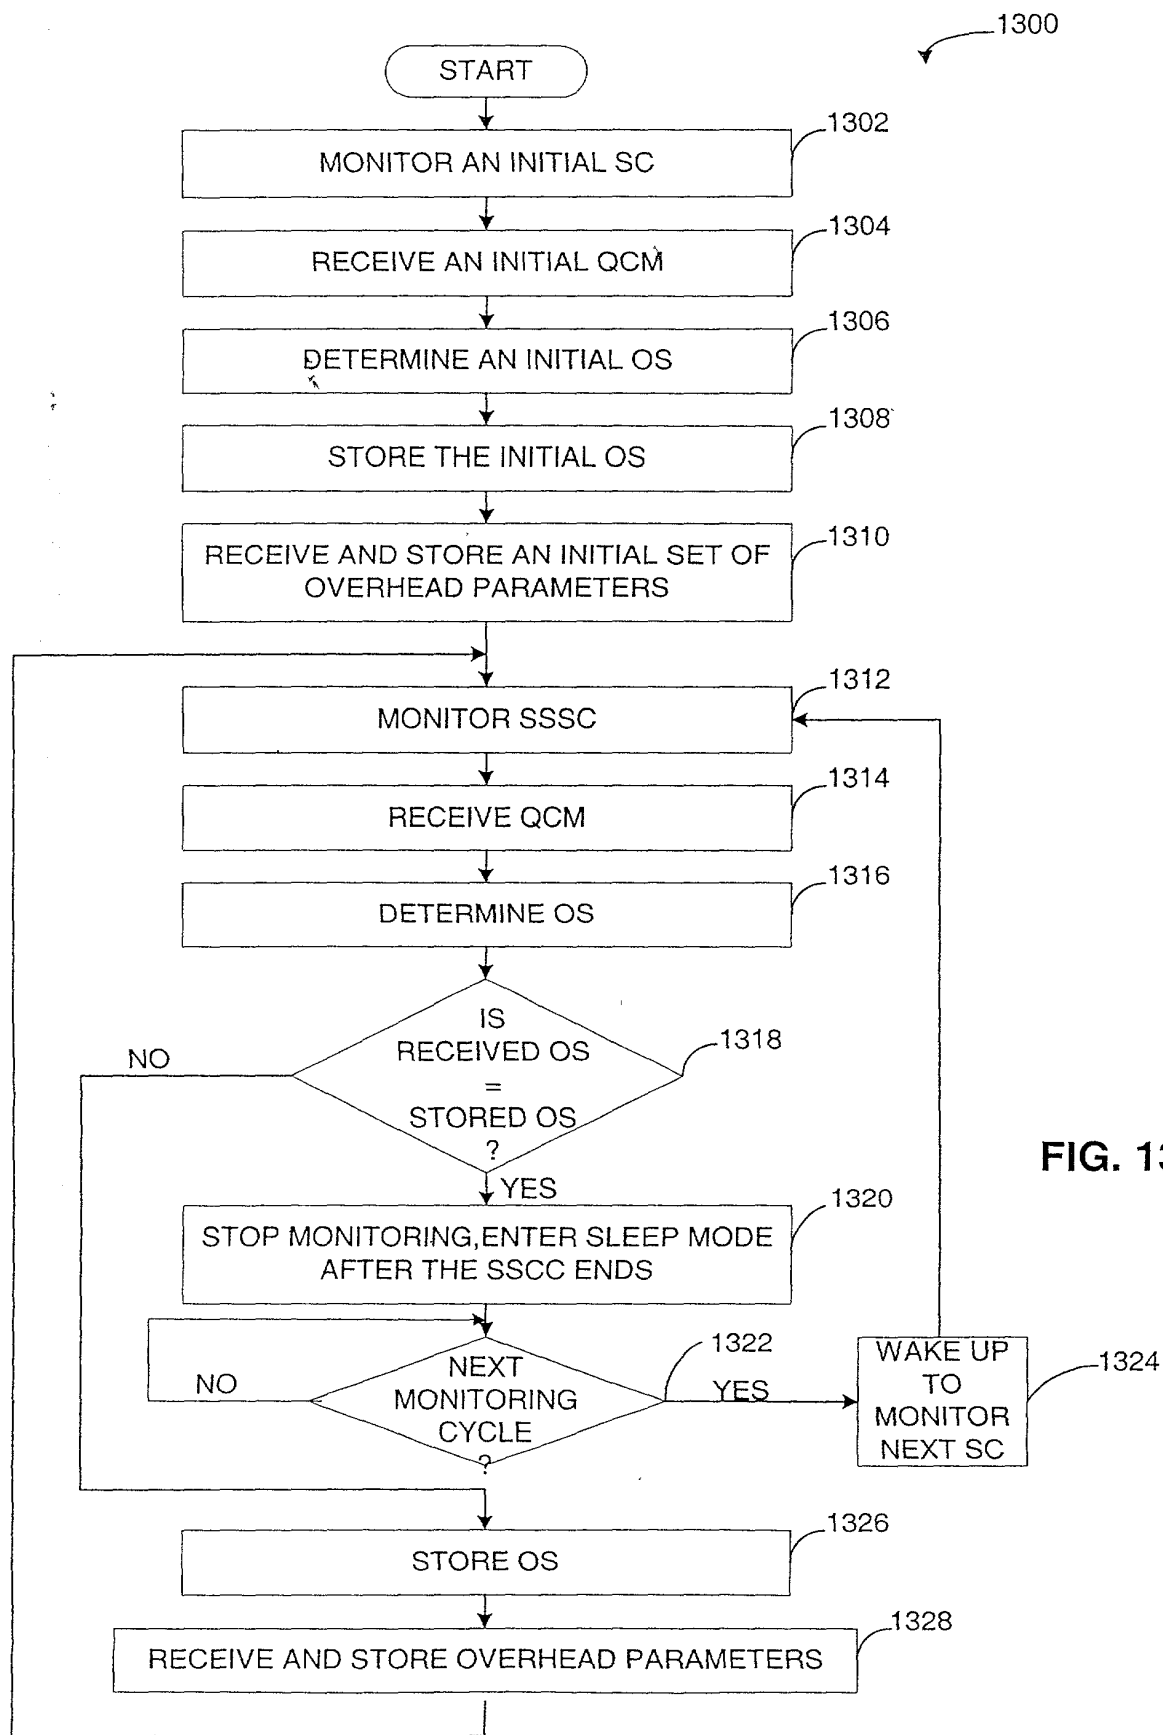 1300
START
1302
MONITOR AN INITIAL SC
1304
RECEIVE AN INITIAL QCM
1306
DETERMINE AN INITIAL OS
1308
STORE THE INITIAL OS
1310
RECEIVE AND STORE AN INITIAL SET OF
OVERHEAD PARAMETERS
1312
MONITOR SSSC
1314
RECEIVE QCM
1316
DETERMINE OS
IS
RECEIVED OS
=
STORED OS
?
1318
NO
FIG. 13
YES
1320
STOP MONITORING,ENTER SLEEP MODE
AFTER THE SSCC ENDS
1322
NEXT
MONITORING
CYCLE
?
NO
YES
WAKE UP
TO
MONITOR
NEXT SC
1324
1326
STORE OS
1328
RECEIVE AND STORE OVERHEAD PARAMETERS